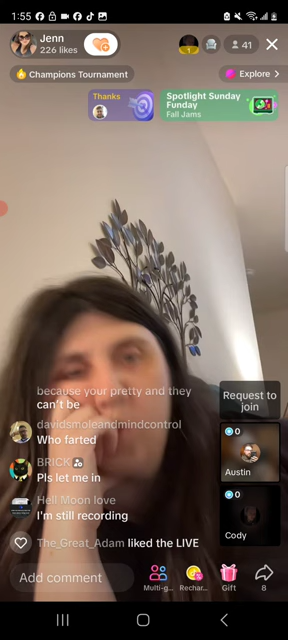 1:55
Jenn
226 likes
1
41
Champions Tournament
Explore >
Thanks
Spotlight Sunday
Funday
Fall Jams
because your pretty and they
can't be
davidsmoleandmindcontrol
Who farted
BRICK
Pls let me in
Hell Moon love
I'm still recording
The_Great_Adam liked the LIVE
Request to
join
0
Austin
0
Cody
Add comment
Multi-g...
Rechar...
Gift
8